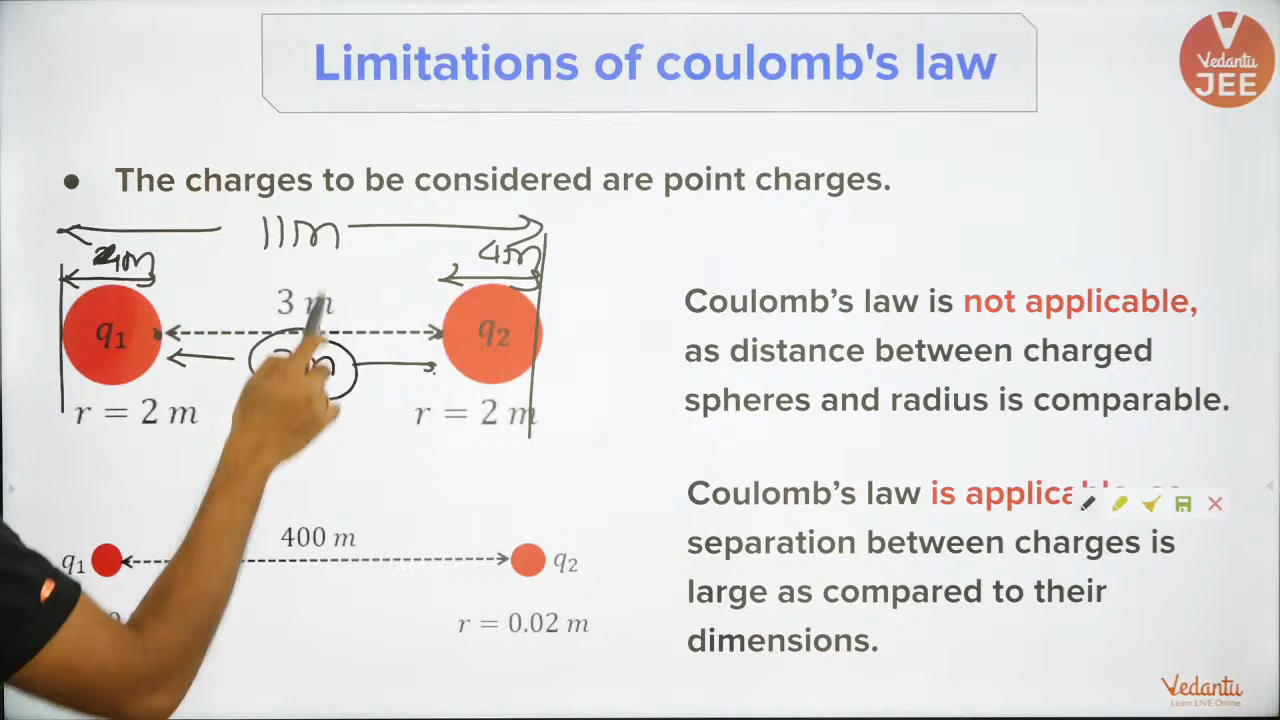 Limitations of coulomb's law
Vedantu
JEE
● The charges to be considered are point charges.
11m
4m
4m
3 m
q₁
q₂
r = 2 m
r = 2 m
Coulomb’s law is not applicable,
as distance between charged
spheres and radius is comparable.
400 m
q₁
q₂
r = 0.02 m
Coulomb’s law is
separation between charges is
large as compared to their
dimensions.
Vedantu
Learn LIVE Online